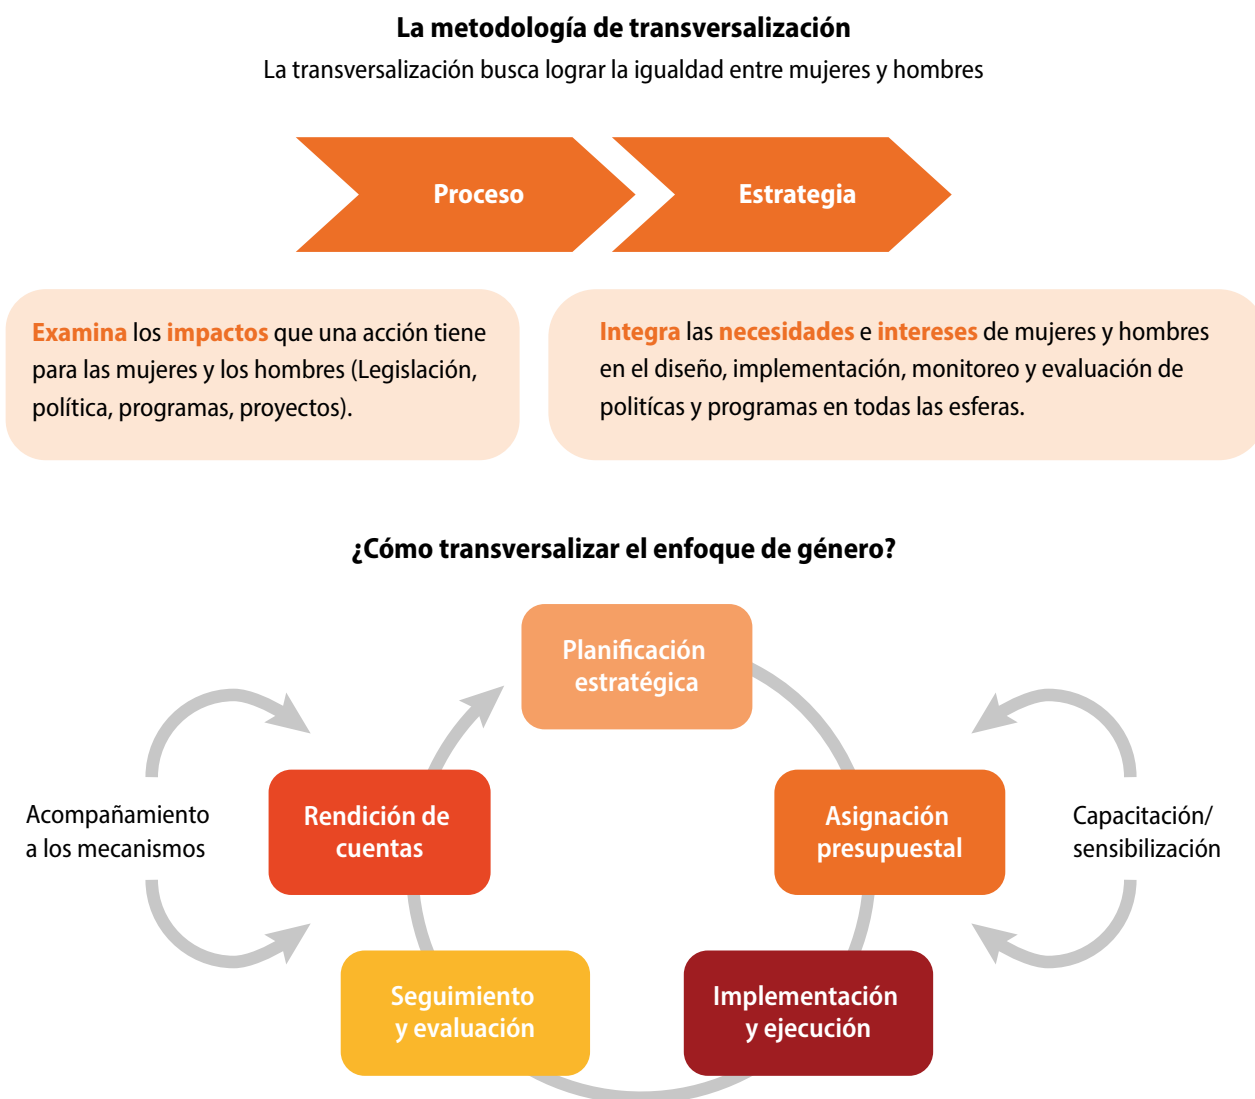 La metodología de transversalización
La transversalización busca lograr la igualdad entre mujeres y hombres
Proceso
Estrategia
Examina los impactos que una acción tiene
para las mujeres y los hombres (Legislación,
política, programas, proyectos).
Integra las necesidades e intereses de mujeres y hombres
en el diseño, implementación, monitoreo y evaluación de
politícas y programas en todas las esferas.
¿Cómo transversalizar el enfoque de género?
Planificación
estratégica
Acompañamiento
a los mecanismos
Rendición de
cuentas
Asignación
presupuestal
Capacitación/
sensibilización
Seguimiento
y evaluación
Implementación
y ejecución